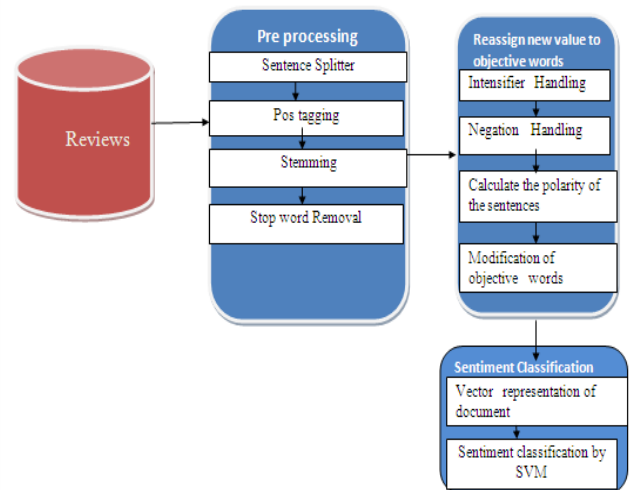 Reviews
Pre processing
Sentence Splitter
Pos tagging
Stemming
Stop word Removal
Reassign new value to
objective words
Intensifier Handling
Negation Handling
Calculate the polarity of
the sentences
Modification of
objective words
Sentiment Classification
Vector representation of
document
Sentiment classification by
SVM